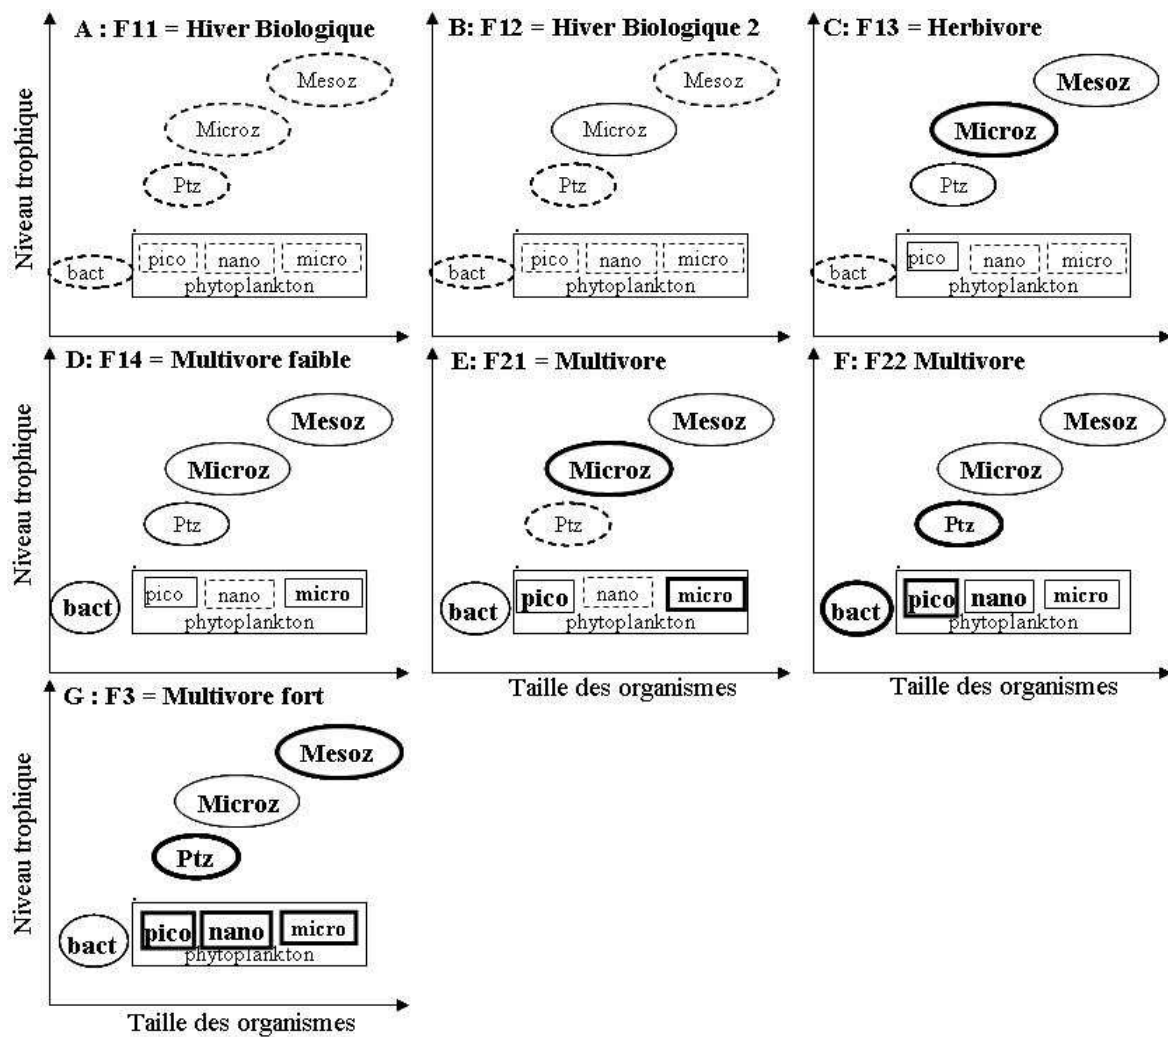 A : F11 = Hiver Biologique
Mesoz
Microz
Ptz
bact
pico
nano
micro
phytoplankton
Niveau trophique
B: F12 = Hiver Biologique 2
Mesoz
Microz
Ptz
bact
pico
nano
micro
phytoplankton
C: F13 = Herbivore
Mesoz
Microz
Ptz
bact
pico
nano
micro
phytoplankton
D: F14 = Multivore faible
Mesoz
Microz
Ptz
bact
pico
nano
micro
phytoplankton
Niveau trophique
E: F21 = Multivore
Mesoz
Microz
Ptz
bact
pico
nano
micro
phytoplankton
Taille des organismes
F: F22 Multivore
Mesoz
Microz
Ptz
bact
pico
nano
micro
phytoplankton
Taille des organismes
G : F3 = Multivore fort
Mesoz
Microz
Ptz
bact
pico
nano
micro
phytoplankton
Niveau trophique
Taille des organismes